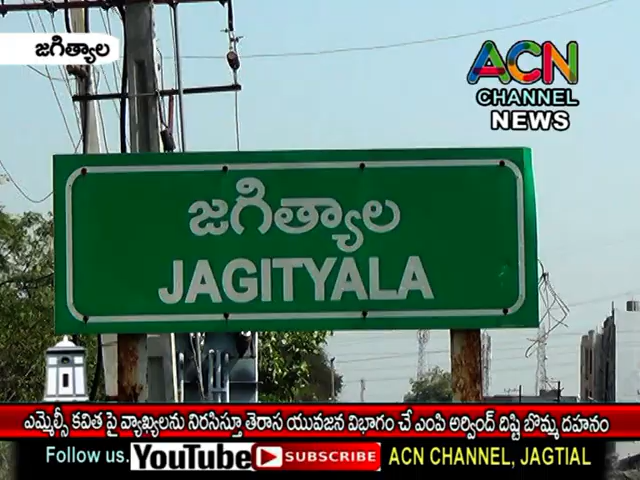 జగిత్యాల
ACN
CHANNEL
NEWS
జగిత్యాల
JAGITYALA
ఎమ్మెల్సీ కవిత పై వ్యాఖ్యలను నిరసిస్తూ తెరాస యువజన విభాగం చే ఎంపి అర్వింద్ దిష్టి బొమ్మ దహనం
Follow us. YouTube SUBSCRIBE ACN CHANNEL, JAGTIAL